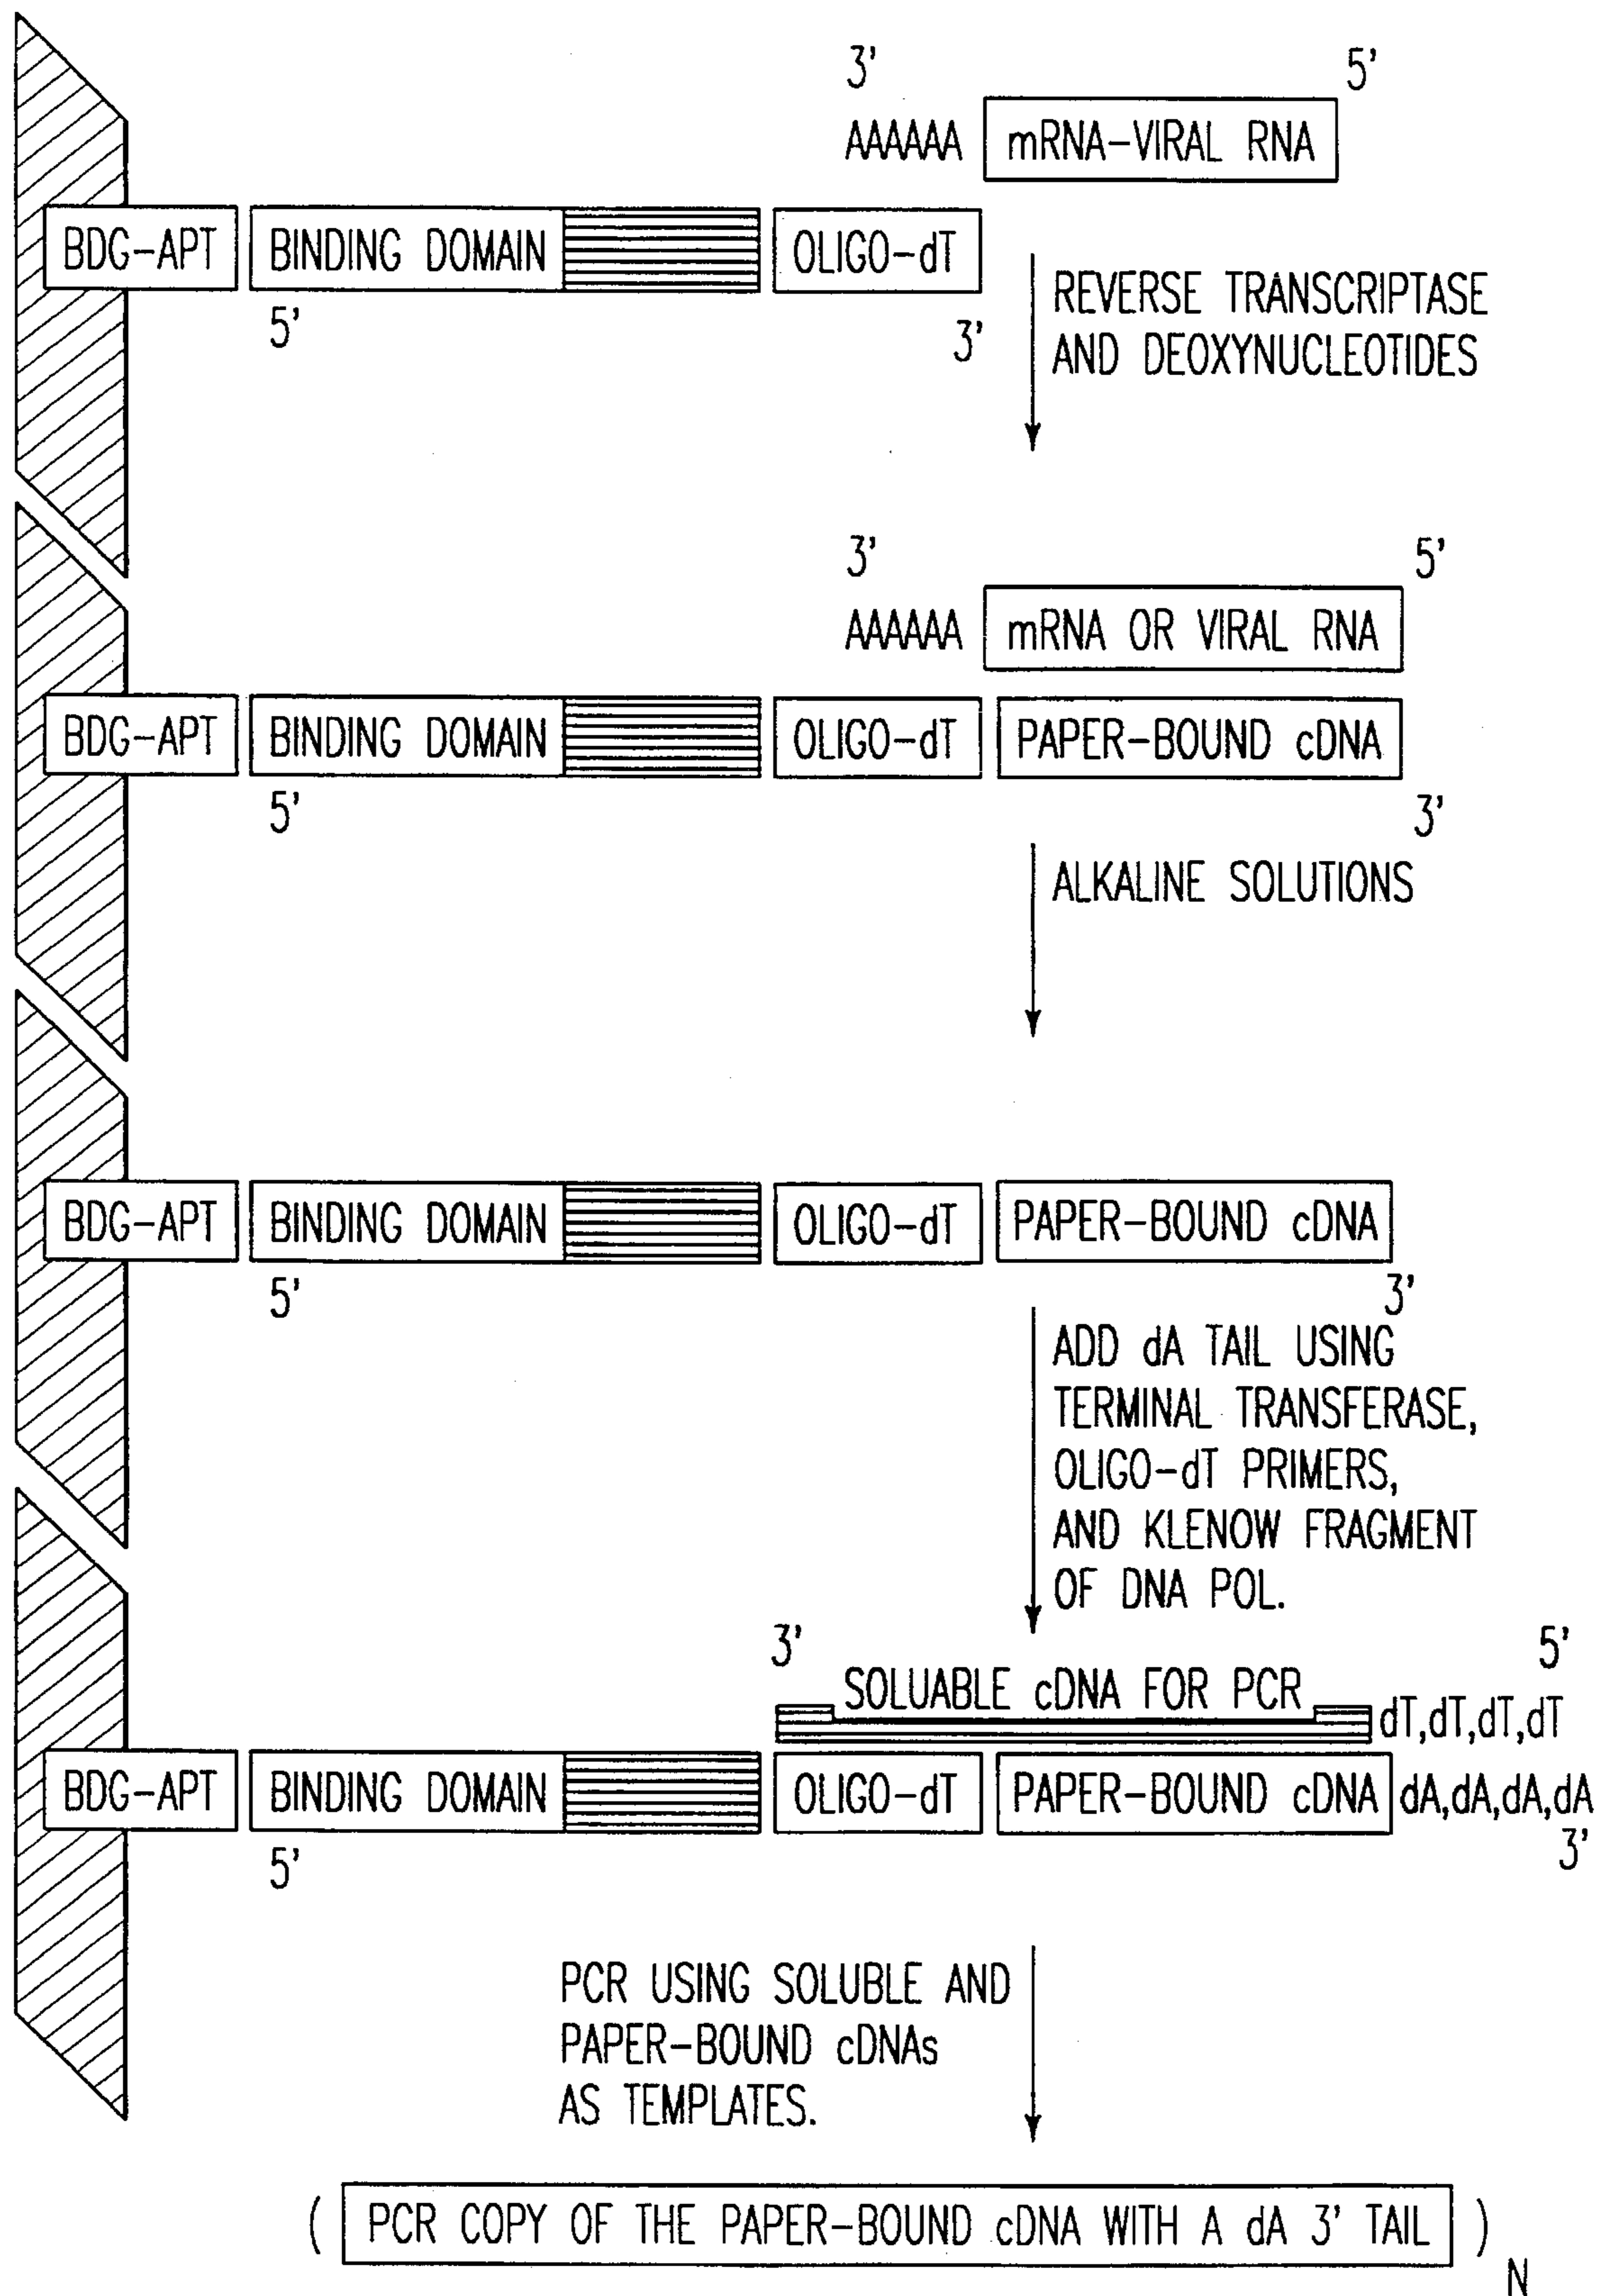 3' 5'
AAAAAA mRNA-VIRAL RNA
BDG-APT BINDING DOMAIN OLIGO-dT
5' 3'
REVERSE TRANSCRIPTASE
AND DEOXYNUCLEOTIDES
3' 5'
AAAAAA mRNA OR VIRAL RNA
BDG-APT BINDING DOMAIN OLIGO-dT PAPER-BOUND cDNA
5' 3'
ALKALINE SOLUTIONS
BDG-APT BINDING DOMAIN OLIGO-dT PAPER-BOUND cDNA
5' 3'
ADD dA TAIL USING
TERMINAL TRANSFERASE,
OLIGO-dT PRIMERS,
AND KLENOW FRAGMENT
OF DNA POL.
3' 5'
SOLUABLE cDNA FOR PCR dT,dT,dT,dT
BDG-APT BINDING DOMAIN OLIGO-dT PAPER-BOUND cDNA dA,dA,dA,dA
5' 3'
PCR USING SOLUBLE AND
PAPER-BOUND cDNAs
AS TEMPLATES.
( PCR COPY OF THE PAPER-BOUND cDNA WITH A dA 3' TAIL )
N